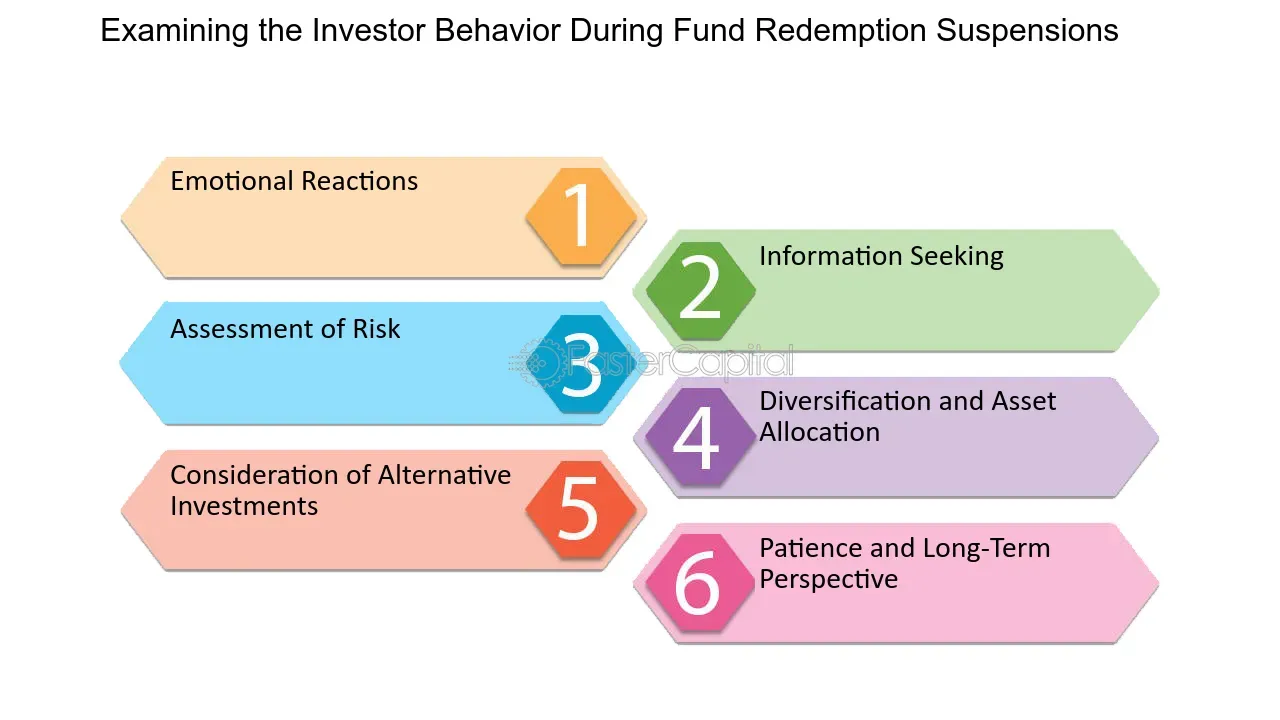 Examining the Investor Behavior During Fund Redemption Suspensions
Emotional Reactions
1
2
Information Seeking
Assessment of Risk
3
FasterCapital
4
Diversification and Asset
Allocation
Consideration of Alternative
Investments
5
6
Patience and Long-Term
Perspective